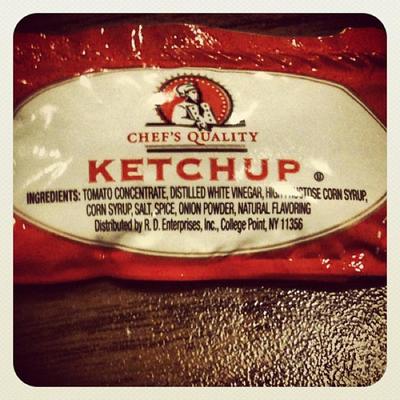 CHEF'S QUALITY
KETCHUP
INGREDIENTS: TOMATO CONCENTRATE, DISTILLED WHITE VINEGAR, HIGH FRUCTOSE CORN SYRUP,
CORN SYRUP, SALT, SPICE, ONION POWDER, NATURAL FLAVORING
Distributed by R. D. Enterprises, Inc., College Point, NY 11356